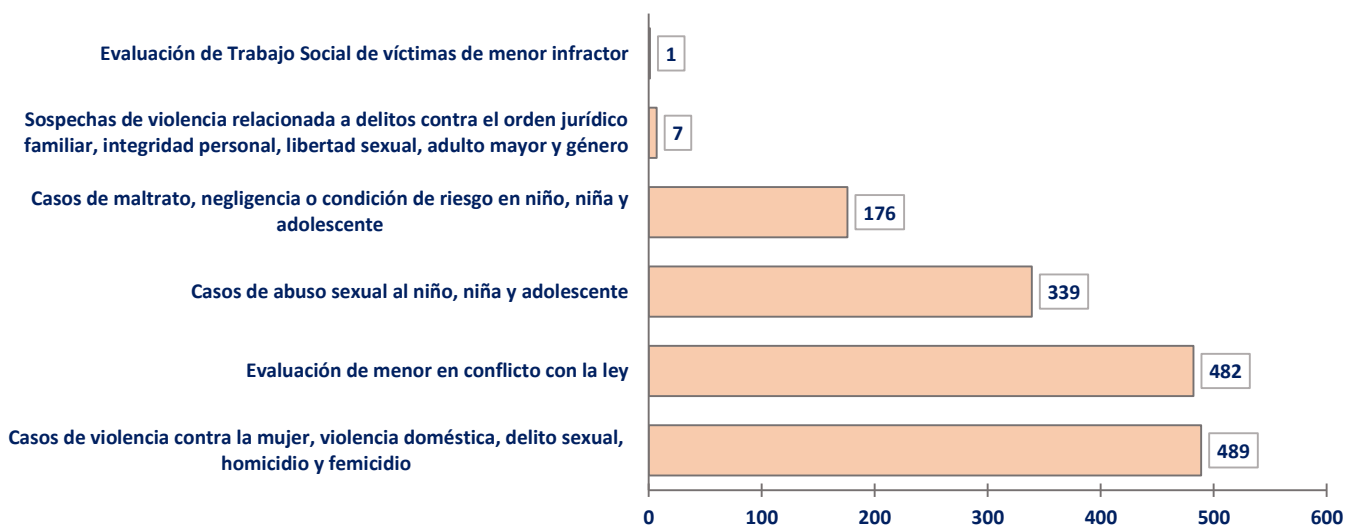 Evaluación de Trabajo Social de víctimas de menor infractor
1
Sospechas de violencia relacionada a delitos contra el orden jurídico
familiar, integridad personal, libertad sexual, adulto mayor y género
7
Casos de maltrato, negligencia o condición de riesgo en niño, niña y
adolescente
176
Casos de abuso sexual al niño, niña y adolescente
339
Evaluación de menor en conflicto con la ley
482
Casos de violencia contra la mujer, violencia doméstica, delito sexual,
homicidio y femicidio
489
0 100 200 300 400 500 600